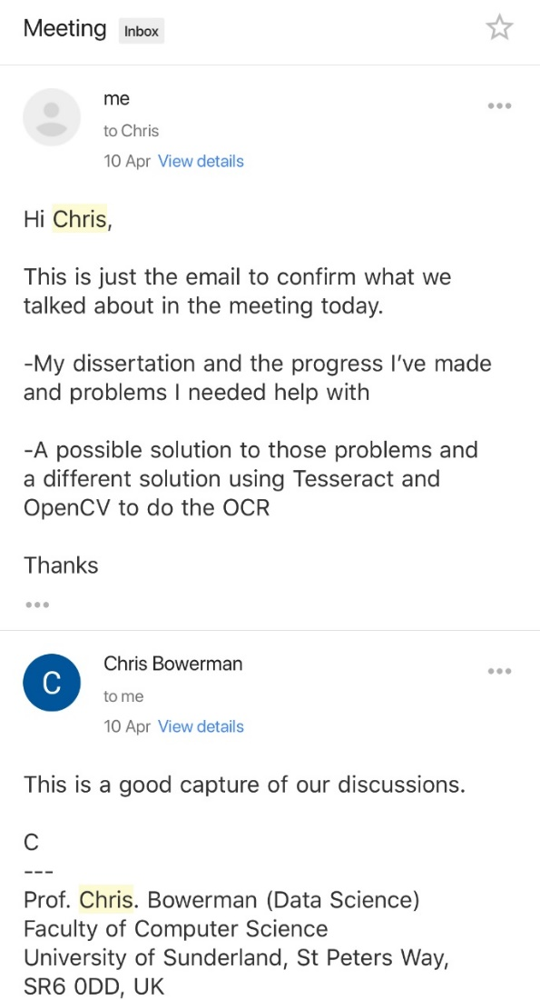 Meeting Inbox
me
to Chris
10 Apr View details
Hi Chris,
This is just the email to confirm what we
talked about in the meeting today.
-My dissertation and the progress I've made
and problems I needed help with
-A possible solution to those problems and
a different solution using Tesseract and
OpenCV to do the OCR
Thanks
•••
C
Chris Bowerman
to me
10 Apr View details
This is a good capture of our discussions.
C
---
Prof. Chris. Bowerman (Data Science)
Faculty of Computer Science
University of Sunderland, St Peters Way,
SR6 0DD, UK